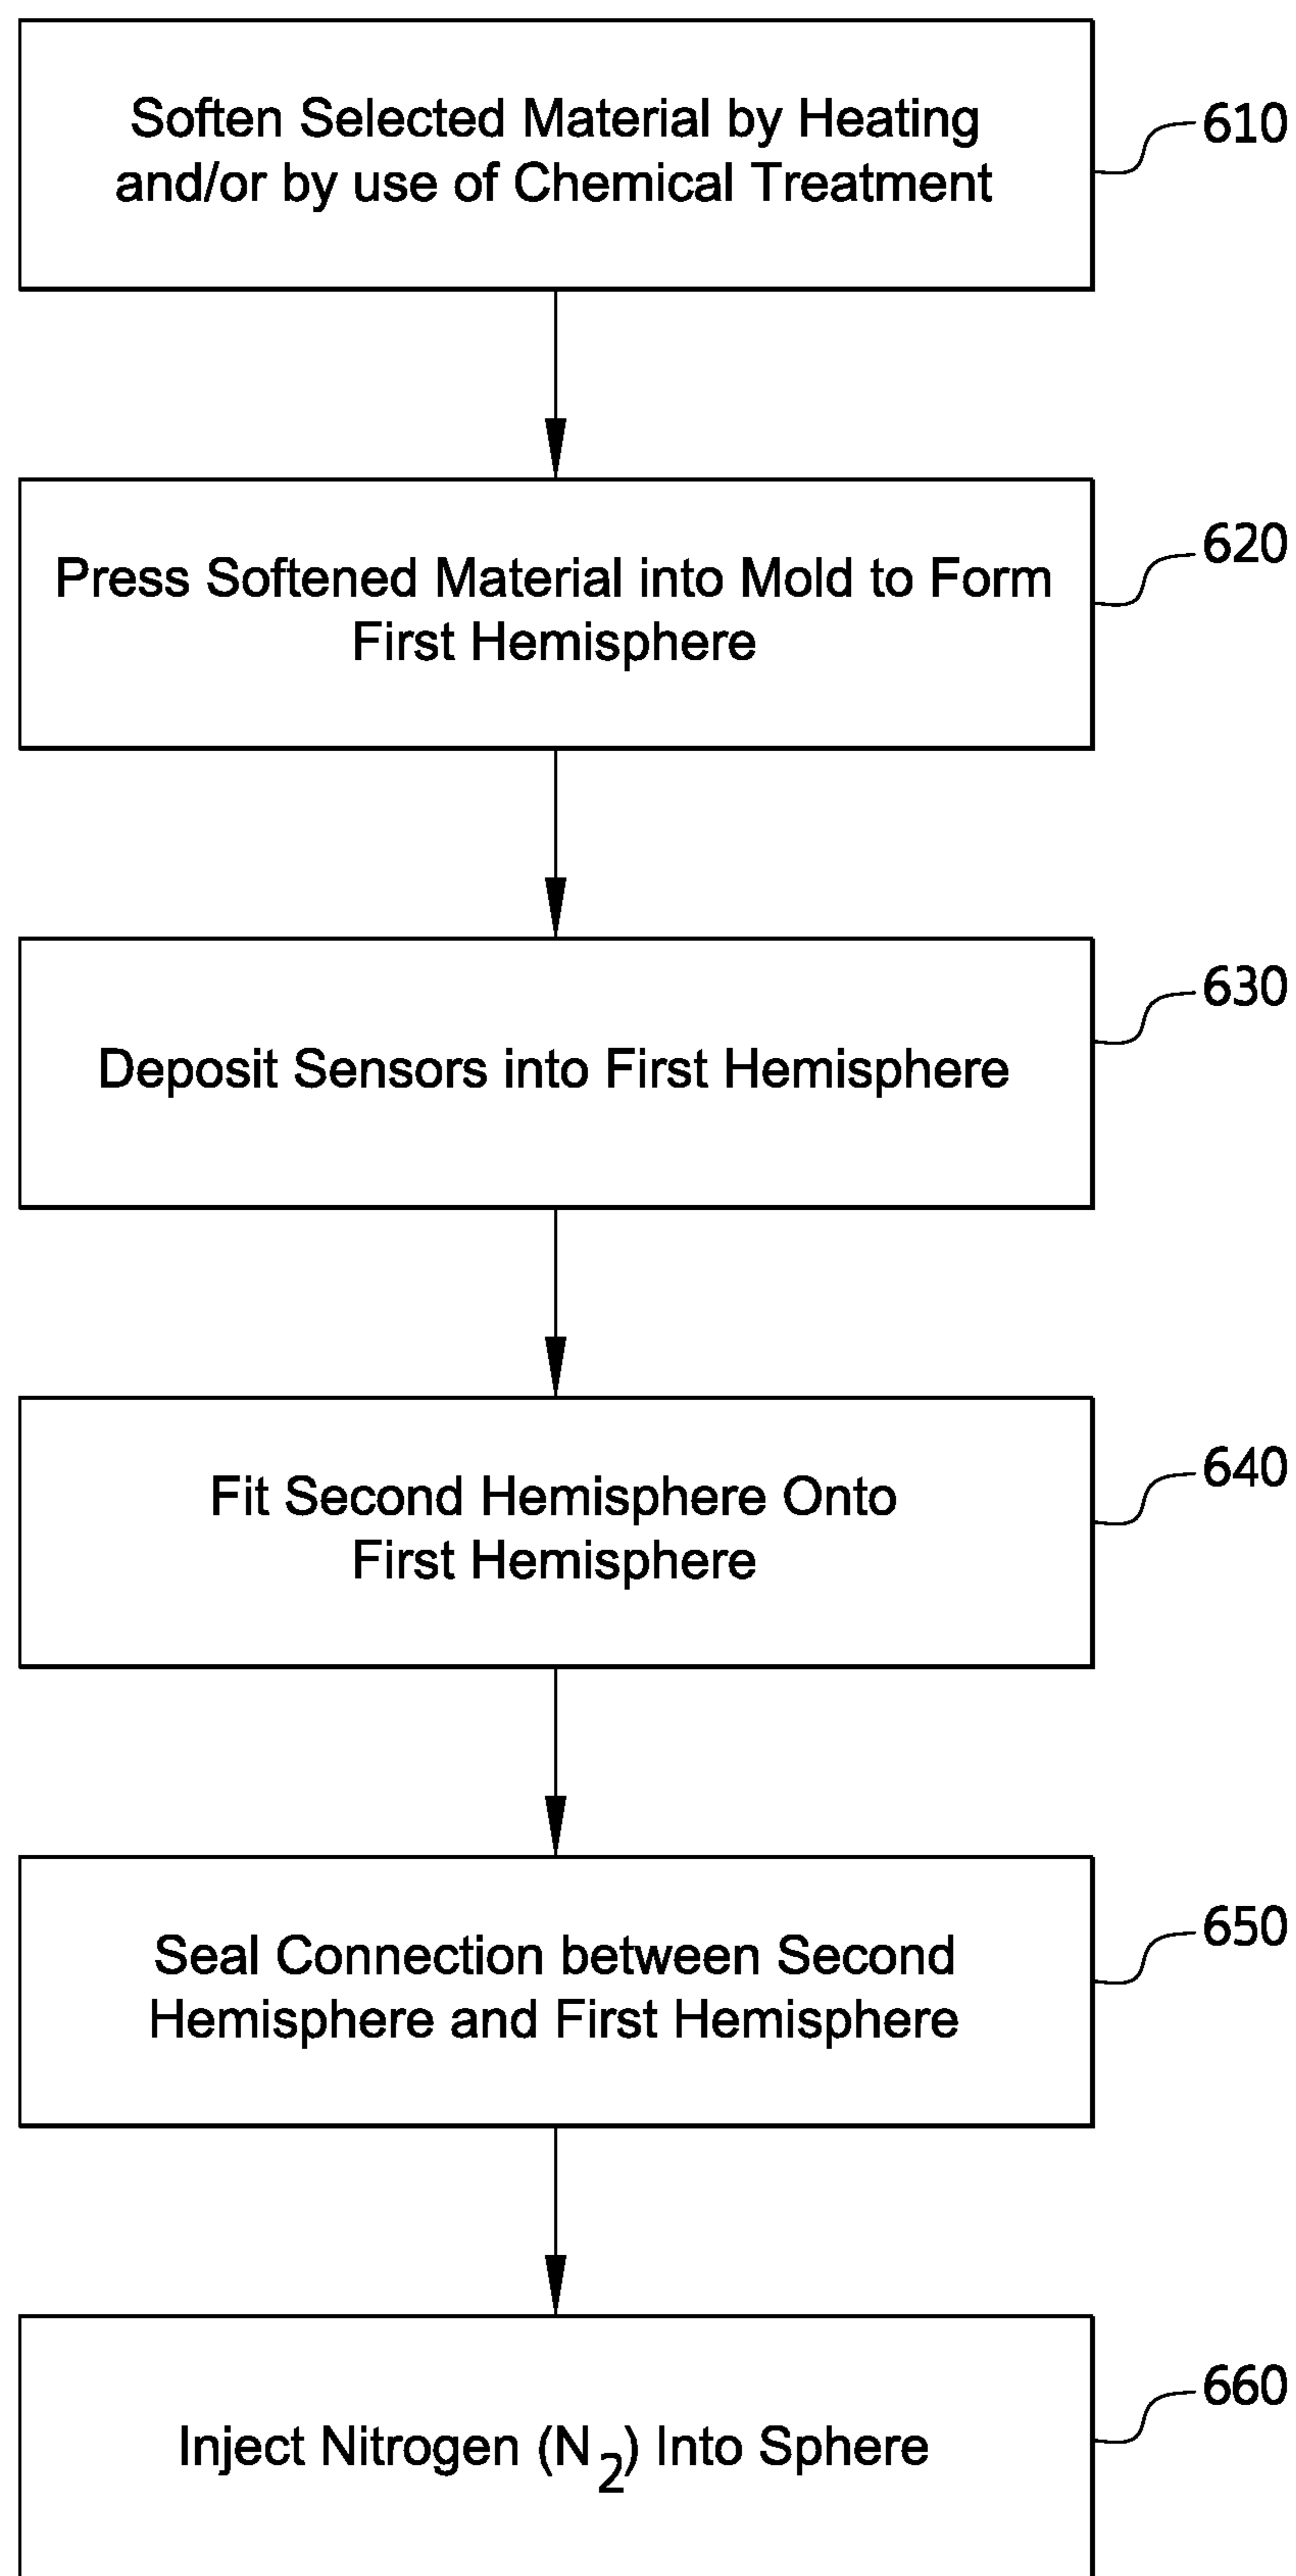 Soften Selected Material by Heating
and/or by use of Chemical Treatment
610
Press Softened Material into Mold to Form
First Hemisphere
620
Deposit Sensors into First Hemisphere
630
Fit Second Hemisphere Onto
First Hemisphere
640
Seal Connection between Second
Hemisphere and First Hemisphere
650
Inject Nitrogen (N2) Into Sphere
660